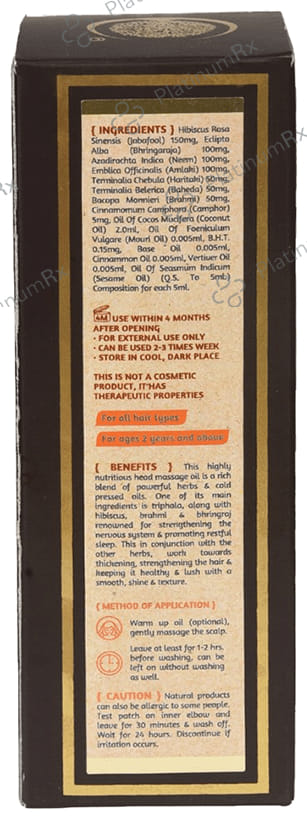 PlatinumRx
{ INGREDIENTS } Hibiscus Rosa
Sinensis (Jabafool) 150mg, Eclipta
Alba (Bhringaraja) 100mg,
Azadirachta Indica (Neem) 100mg,
Emblica Officinalis (Amlaki) 100mg,
Terminalia Chebula (Haritaki) 50mg,
Terminalia Belerica (Baheda) 50mg,
Bacopa Monnieri (Brahmi) 50mg,
Cinnamomum Camphora (Camphor)
5mg, Oil Of Cocos Mucifera (Coconut
Oil) 2.0ml, Oil Of Foeniculum
Vulgare (Mouri Oil) 0.005ml, B.H.T.
0.15mg, Base Oil 0.005ml,
Cinnammon Oil 0.005ml, Vertiver Oil
0.005ml, Oil Of Seasmum Indicum
(Sesame Oil) (Q.S. To 5ml)
Composition for each 5ml.
4M USE WITHIN 4 MONTHS
AFTER OPENING
• FOR EXTERNAL USE ONLY
• CAN BE USED 2-3 TIMES WEEK
• STORE IN COOL, DARK PLACE
THIS IS NOT A COSMETIC
PRODUCT, IT HAS
THERAPEUTIC PROPERTIES
For all hair types
For ages 2 years and above
{ BENEFITS } This highly
nutritious head massage oil is a rich
blend of powerful herbs & cold
pressed oils. One of its main
ingredients is triphala, along with
hibiscus, brahmi & bhringraj
renowned for strengthening the
nervous system & promoting restful
sleep. This in conjunction with the
other herbs, work towards
thickening, strengthening the hair &
keeping it healthy & lush with a
smooth, shine & texture.
{ METHOD OF APPLICATION }
Warm up oil (optional),
gently massage the scalp.
Leave at least for 1-2 hrs.
before washing, can be
left on without washing
as well.
{ CAUTION } Natural products
can also be allergic to some people.
Test patch on inner elbow and
leave for 30 minutes & wash off.
Wait for 24 hours. Discontinue if
irritation occurs.